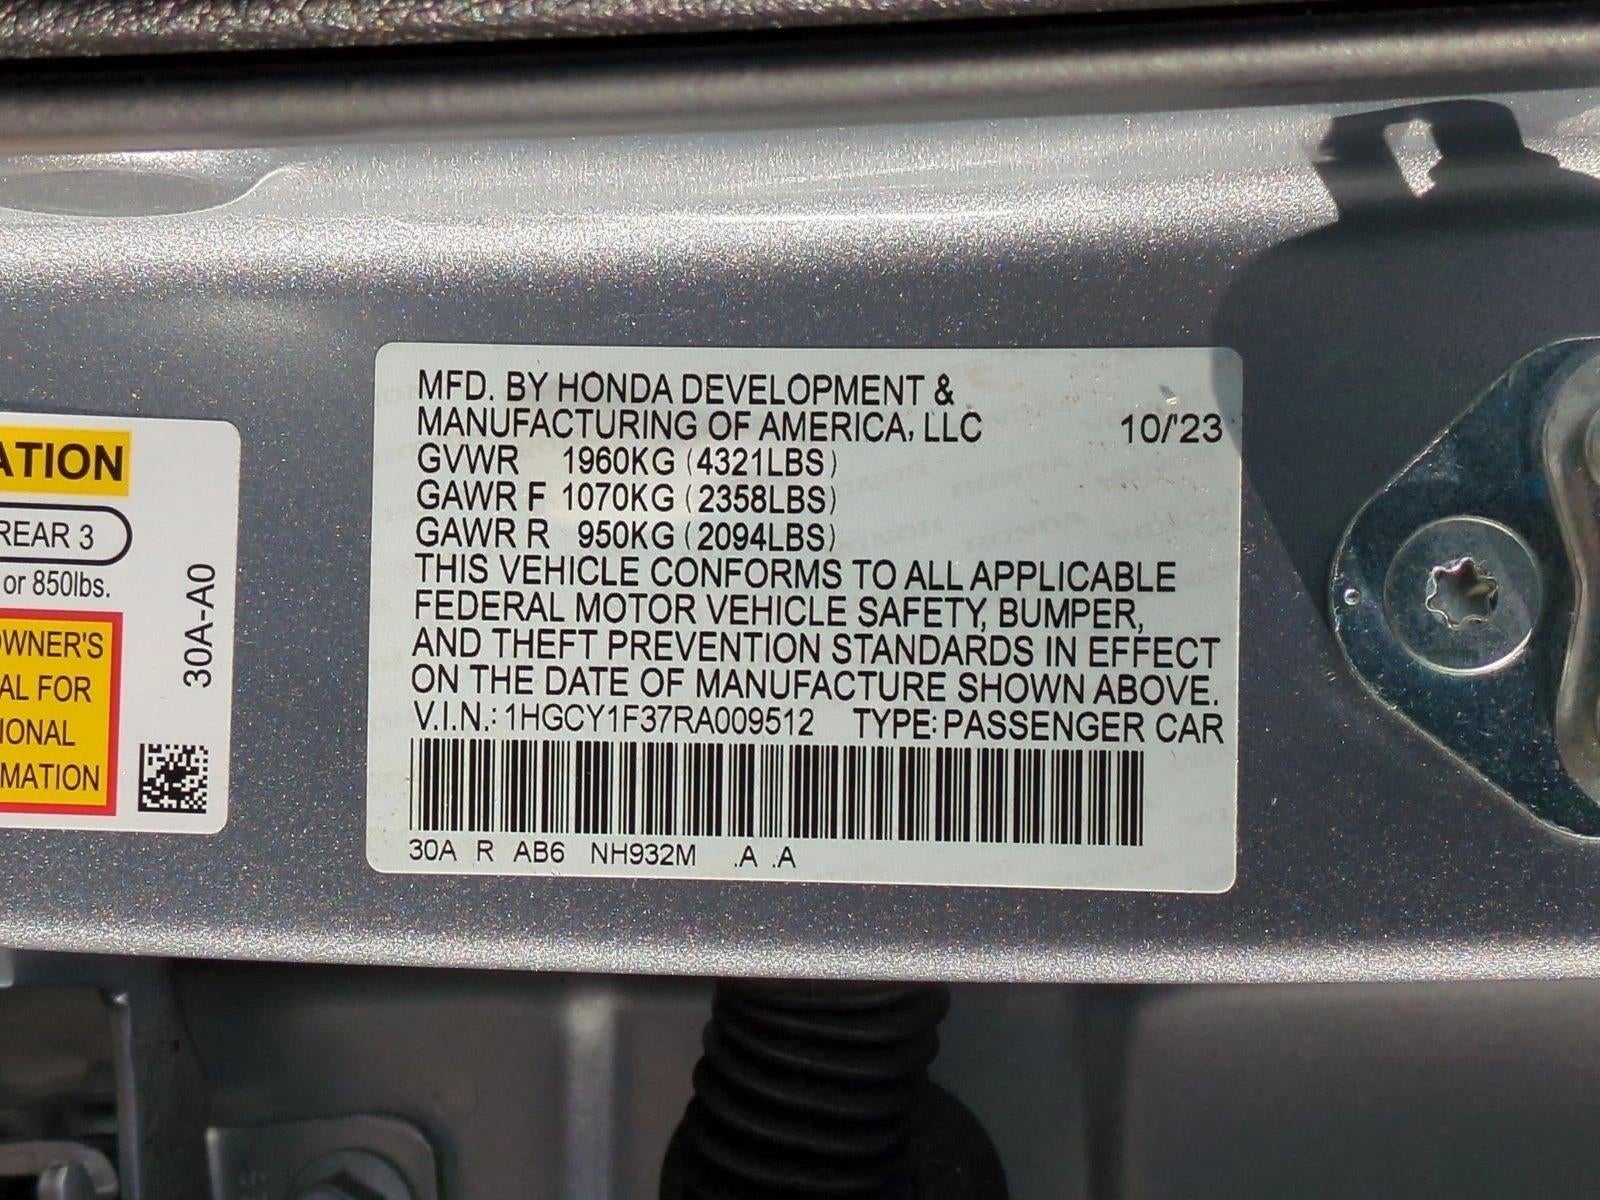 ATION
REAR 3
or 850lbs.
OWNER'S
AL FOR
IONAL
MATION
30A-A0
MFD. BY HONDA DEVELOPMENT &
MANUFACTURING OF AMERICA, LLC 10/'23
GVWR 1960KG (4321LBS)
GAWR F 1070KG (2358LBS)
GAWR R 950KG (2094LBS)
THIS VEHICLE CONFORMS TO ALL APPLICABLE
FEDERAL MOTOR VEHICLE SAFETY, BUMPER,
AND THEFT PREVENTION STANDARDS IN EFFECT
ON THE DATE OF MANUFACTURE SHOWN ABOVE.
V.I.N.: 1HGCY1F37RA009512 TYPE: PASSENGER CAR
30A R AB6 NH932M .A .A